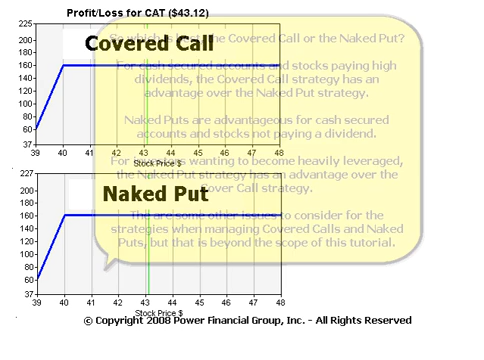 Profit/Loss for CAT ($43.12)
225
200
180
160
140
120
100
80
60
37
39 40 41 42 43 44 45 46 47 48
Stock Price $
Covered Call
So which is best, the Covered Call or the Naked Put?
For cash secured accounts and stocks paying high
dividends, the Covered Call strategy has an
advantage over the Naked Put strategy.
Naked Puts are advantageous for cash secured
accounts and stocks not paying a dividend.
For investors wanting to become heavily leveraged,
the Naked Put strategy has an advantage over the
Cover Call strategy.
The are some other issues to consider for the
strategies when managing Covered Calls and Naked
Puts, but that is beyond the scope of this tutorial.
227
200
180
160
140
120
100
80
60
37
39 40 41 42 43 44 45 46 47 48
Stock Price $
Naked Put
© Copyright 2008 Power Financial Group, Inc. - All Rights Reserved